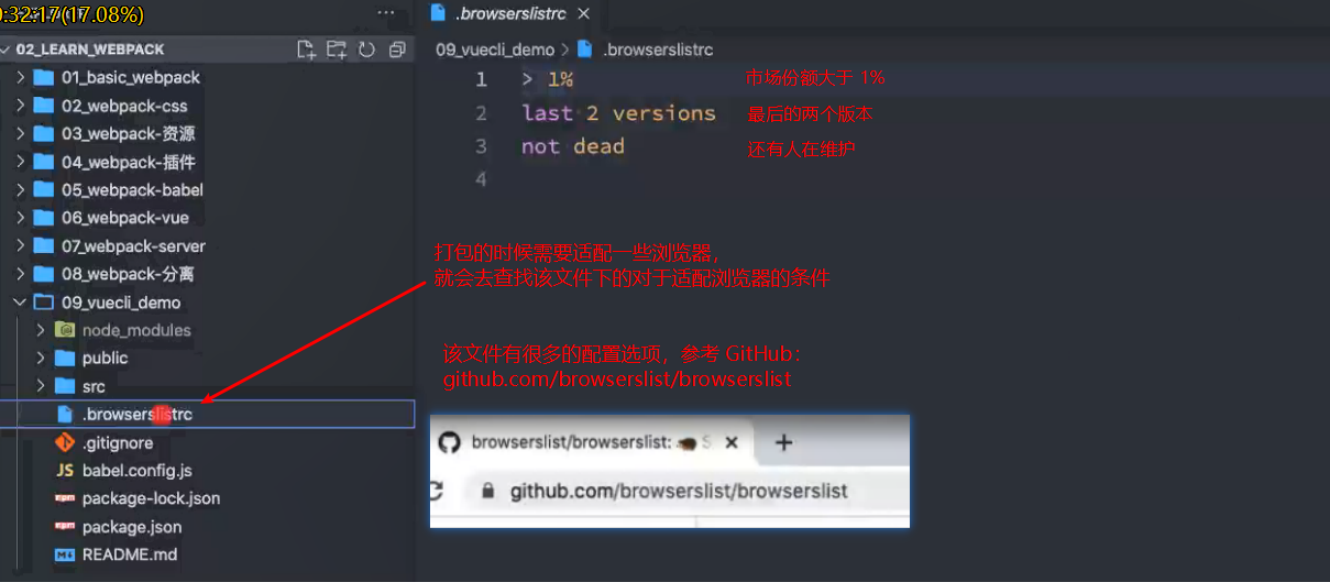 :32:17(17.08%)
02_LEARN_WEBPACK
01_basic_webpack
02_webpack-css
03_webpack-资源
04_webpack-插件
05_webpack-babel
06_webpack-vue
07_webpack-server
08_webpack-分离
09_vuecli_demo
node_modules
public
src
.browserslistrc
.gitignore
JS babel.config.js
package-lock.json
package.json
README.md
.browserslistrc
09_vuecli_demo > .browserslistrc
1 > 1% 市场份额大于 1%
2 last 2 versions 最后的两个版本
3 not dead 还有人在维护
4
打包的时候需要适配一些浏览器，
就会去查找该文件下的对于适配浏览器的条件
该文件有很多的配置选项，参考 GitHub：
github.com/browserslist/browserslist
browserslist/browserslist: S
github.com/browserslist/browserslist